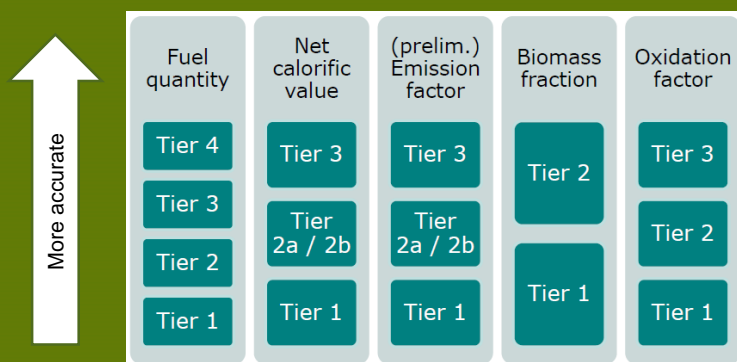 More accurate
Fuel
quantity
Tier 4
Tier 3
Tier 2
Tier 1
Net
calorific
value
Tier 3
Tier
2a / 2b
Tier 1
(prelim.)
Emission
factor
Tier 3
Tier
2a / 2b
Tier 1
Biomass
fraction
Tier 2
Tier 1
Oxidation
factor
Tier 3
Tier 2
Tier 1